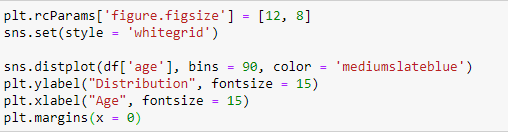 plt.rcParams['figure.figsize'] = [12, 8]
sns.set(style = 'whitegrid')
sns.distplot(df['age'], bins = 90, color = 'mediumslateblue')
plt.ylabel("Distribution", fontsize = 15)
plt.xlabel("Age", fontsize = 15)
plt.margins(x = 0)